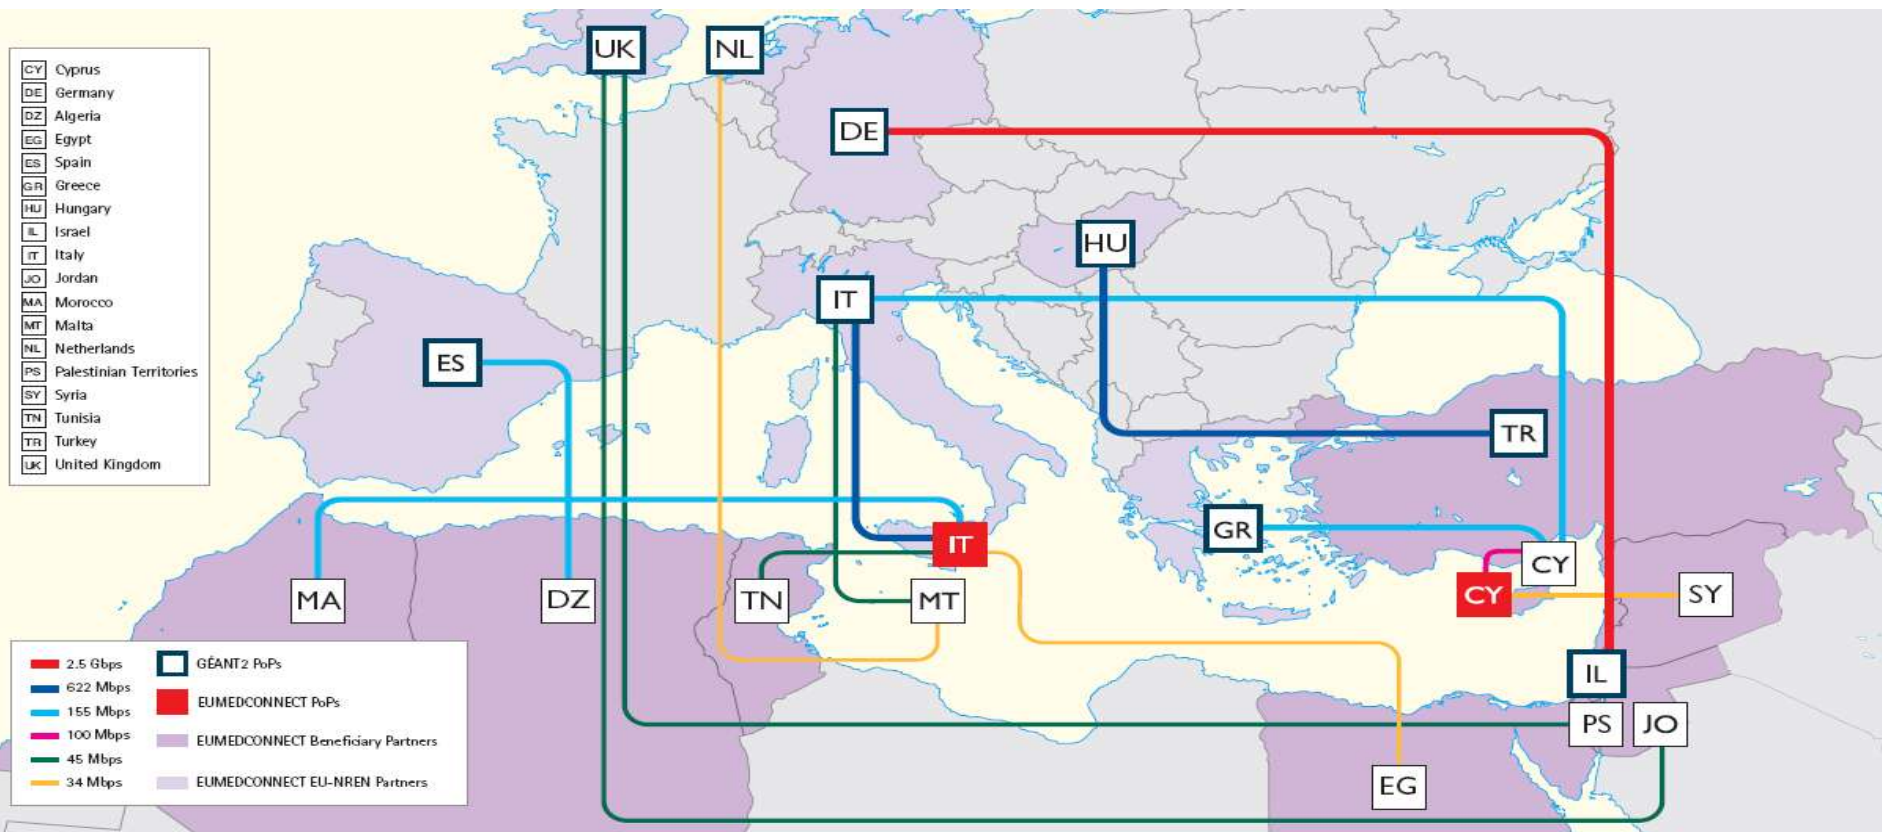 CY Cyprus
DE Germany
DZ Algeria
EG Egypt
ES Spain
GR Greece
HU Hungary
IL Israel
IT Italy
JO Jordan
MA Morocco
MT Malta
NL Netherlands
PS Palestinian Territories
SY Syria
TN Tunisia
TR Turkey
UK United Kingdom
UK
NL
DE
HU
IT
ES
TR
GR
IT
CY
CY
MA
DZ
TN
MT
SY
IL
PS
JO
EG
2.5 Gbps
622 Mbps
155 Mbps
100 Mbps
45 Mbps
34 Mbps
GÉANT2 PoPs
EUMEDCONNECT PoPs
EUMEDCONNECT Beneficiary Partners
EUMEDCONNECT EU-NREN Partners